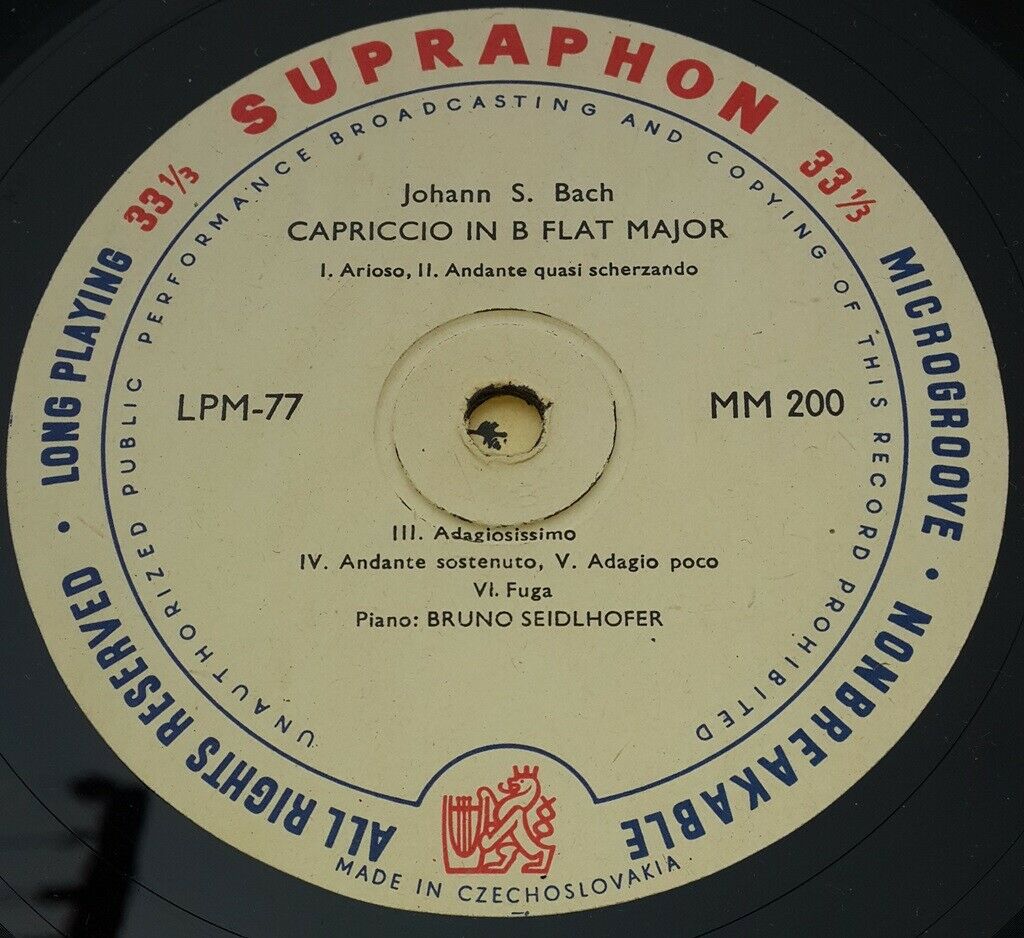 SUPRAPHON
33⅓
33⅓
LONG PLAYING
MICROGROOVE • NONBREAKABLE
• ALL RIGHTS RESERVED
UNAUTHORIZED PUBLIC PERFORMANCE BROADCASTING AND COPYING OF THIS RECORD PROHIBITED
Johann S. Bach
CAPRICCIO IN B FLAT MAJOR
I. Arioso, II. Andante quasi scherzando
LPM-77
MM 200
III. Adagiosissimo
IV. Andante sostenuto, V. Adagio poco
VI. Fuga
Piano: BRUNO SEIDLHOFER
MADE IN CZECHOSLOVAKIA